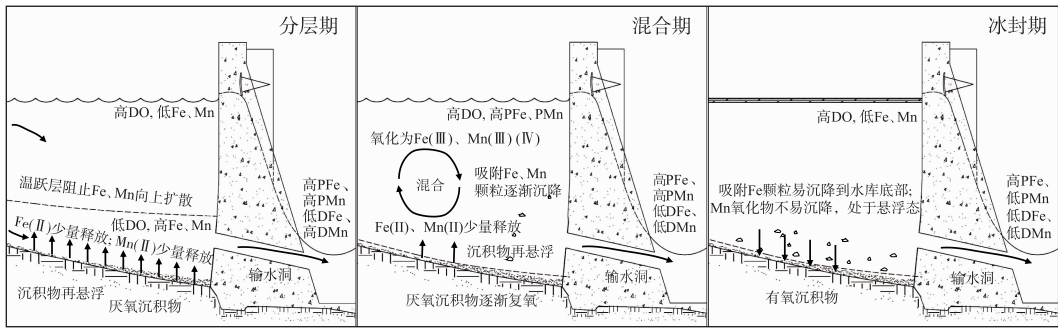 分层期
高DO, 低Fe、Mn
温跃层阻止Fe、Mn向上扩散
低DO, 高Fe、Mn
Fe(Ⅱ)少量释放; Mn(Ⅱ)少量释放
高PFe、
高PMn
低DFe、
高DMn
输水洞
沉积物再悬浮
厌氧沉积物
混合期
高DO, 高PFe、PMn
氧化为Fe(Ⅲ)、Mn(Ⅲ)(Ⅳ)
混合
吸附Fe、Mn
颗粒逐渐沉降
Fe(II)、Mn(II)少量释放
沉积物再悬浮
高PFe、
高PMn
低DFe、
低DMn
输水洞
厌氧沉积物逐渐复氧
冰封期
高DO, 低Fe、Mn
吸附Fe颗粒易沉降到水库底部;
Mn氧化物不易沉降，处于悬浮态
高PFe、
高PMn
低DFe、
低DMn
输水洞
有氧沉积物